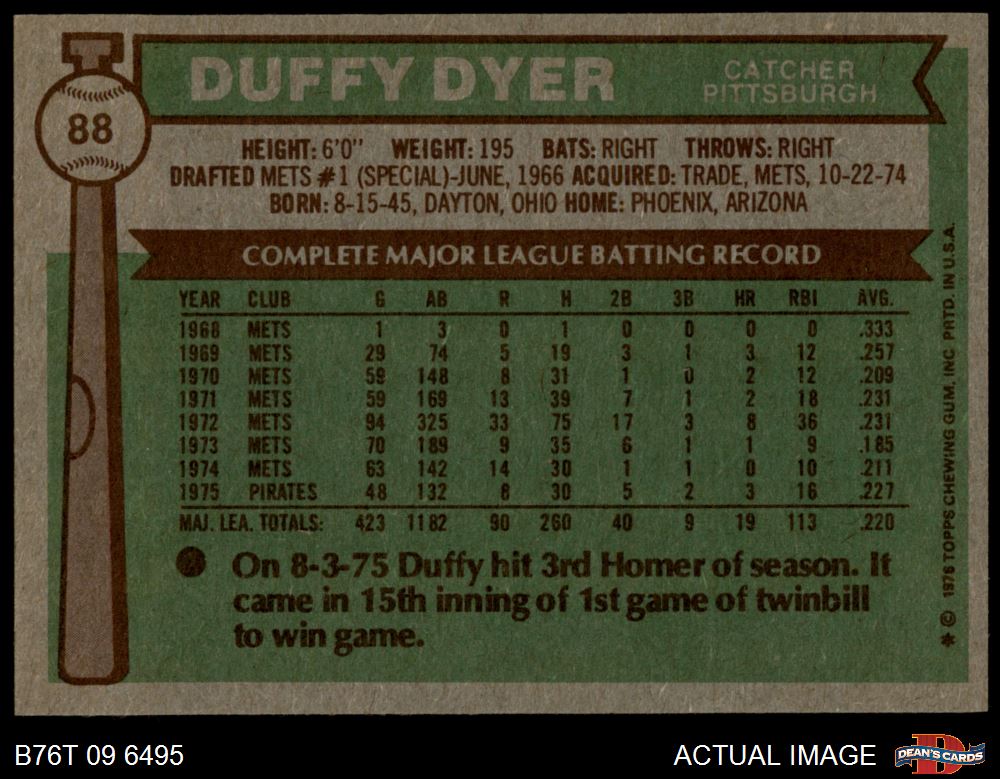 88
DUFFY DYER
CATCHER
PITTSBURGH
HEIGHT: 6'0" WEIGHT: 195 BATS: RIGHT THROWS: RIGHT
DRAFTED METS #1 (SPECIAL)-JUNE, 1966 ACQUIRED: TRADE, METS, 10-22-74
BORN: 8-15-45, DAYTON, OHIO HOME: PHOENIX, ARIZONA
COMPLETE MAJOR LEAGUE BATTING RECORD
YEAR CLUB G AB R H 2B 3B HR RBI AVG.
1968 METS 1 3 0 1 0 0 0 0 .333
1969 METS 29 74 5 19 3 1 3 12 .257
1970 METS 59 148 8 31 1 0 2 12 .209
1971 METS 59 169 13 39 7 1 2 18 .231
1972 METS 94 325 33 75 17 3 8 36 .231
1973 METS 70 189 9 35 6 1 1 9 .185
1974 METS 63 142 14 30 1 1 0 10 .211
1975 PIRATES 48 132 8 30 5 2 3 16 .227
MAJ. LEA. TOTALS: 423 1182 90 260 40 9 19 113 .220
On 8-3-75 Duffy hit 3rd Homer of season. It
came in 15th inning of 1st game of twinbill
to win game.
* © 1976 TOPPS CHEWING GUM, INC. PRTD. IN U.S.A.
B76T 09 6495
ACTUAL IMAGE
DEAN'S CARDS